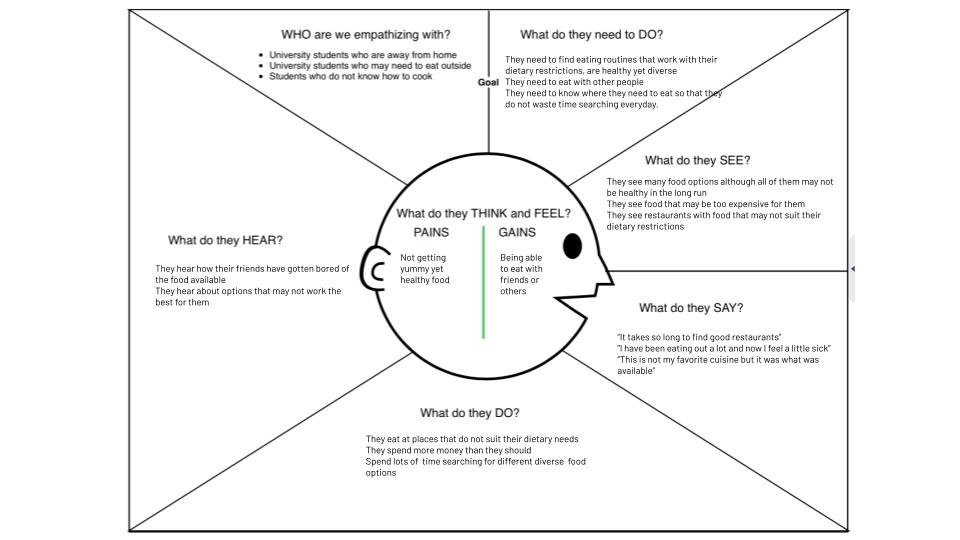 WHO are we empathizing with?
• University students who are away from home
• University students who may need to eat outside
• Students who do not know how to cook
Goal
What do they need to DO?
They need to find eating routines that work with their
dietary restrictions, are healthy yet diverse
They need to eat with other people
They need to know where they need to eat so that they
do not waste time searching everyday.
What do they SEE?
They see many food options although all of them may not
be healthy in the long run
They see food that may be too expensive for them
They see restaurants with food that may not suit their
dietary restrictions
What do they SAY?
"It takes so long to find good restaurants"
"I have been eating out a lot and now I feel a little sick"
"This is not my favorite cuisine but it was what was
available"
What do they DO?
They eat at places that do not suit their dietary needs
They spend more money than they should
Spend lots of time searching for different diverse food
options
What do they HEAR?
They hear how their friends have gotten bored of
the food available
They hear about options that may not work the
best for them
What do they THINK and FEEL?
PAINS
Not getting
yummy yet
healthy food
GAINS
Being able
to eat with
friends or
others